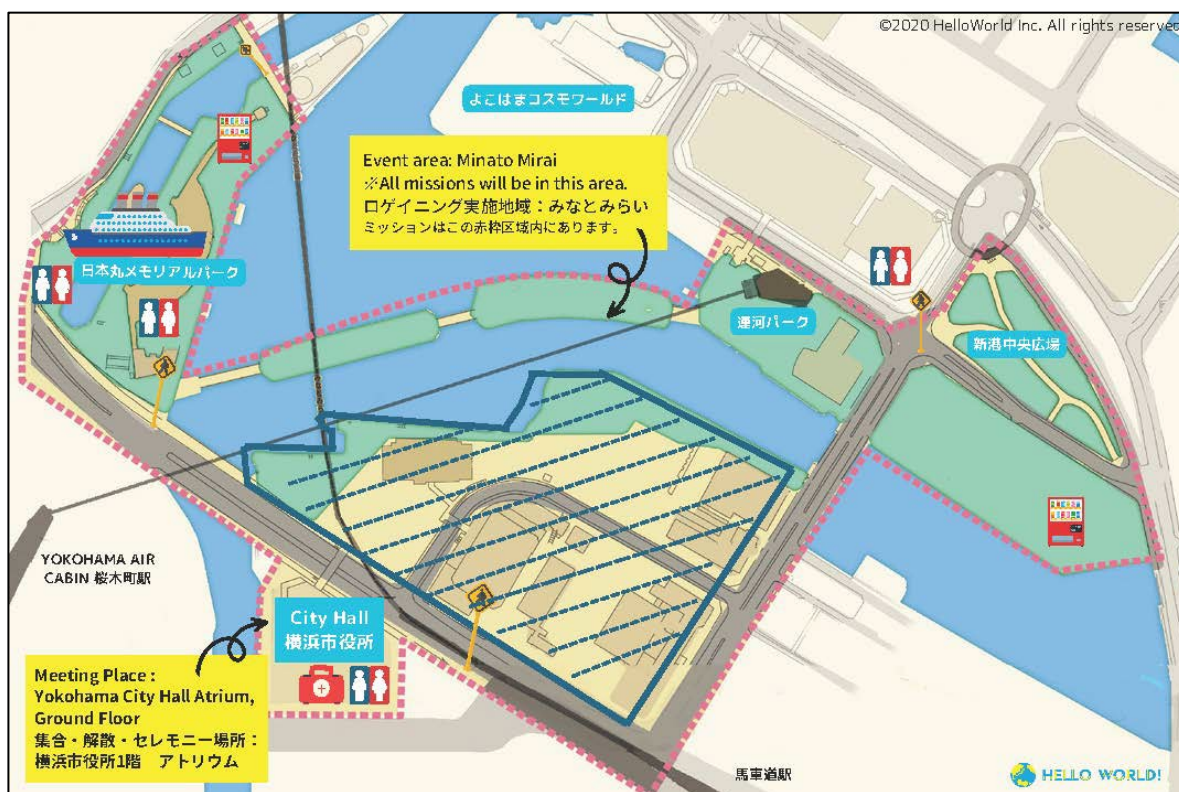 ©2020 HelloWorld Inc. All rights reserved
よこはまコスモワールド
Event area: Minato Mirai
※All missions will be in this area.
ロゲイニング実施地域：みなとみらい
ミッションはこの赤枠区域内にあります。
日本丸メモリアルパーク
運河パーク
新港中央広場
YOKOHAMA AIR
CABIN 桜木町駅
City Hall
横浜市役所
Meeting Place :
Yokohama City Hall Atrium,
Ground Floor
集合・解散・セレモニー場所：
横浜市役所1階　アトリウム
馬車道駅
HELLO WORLD!